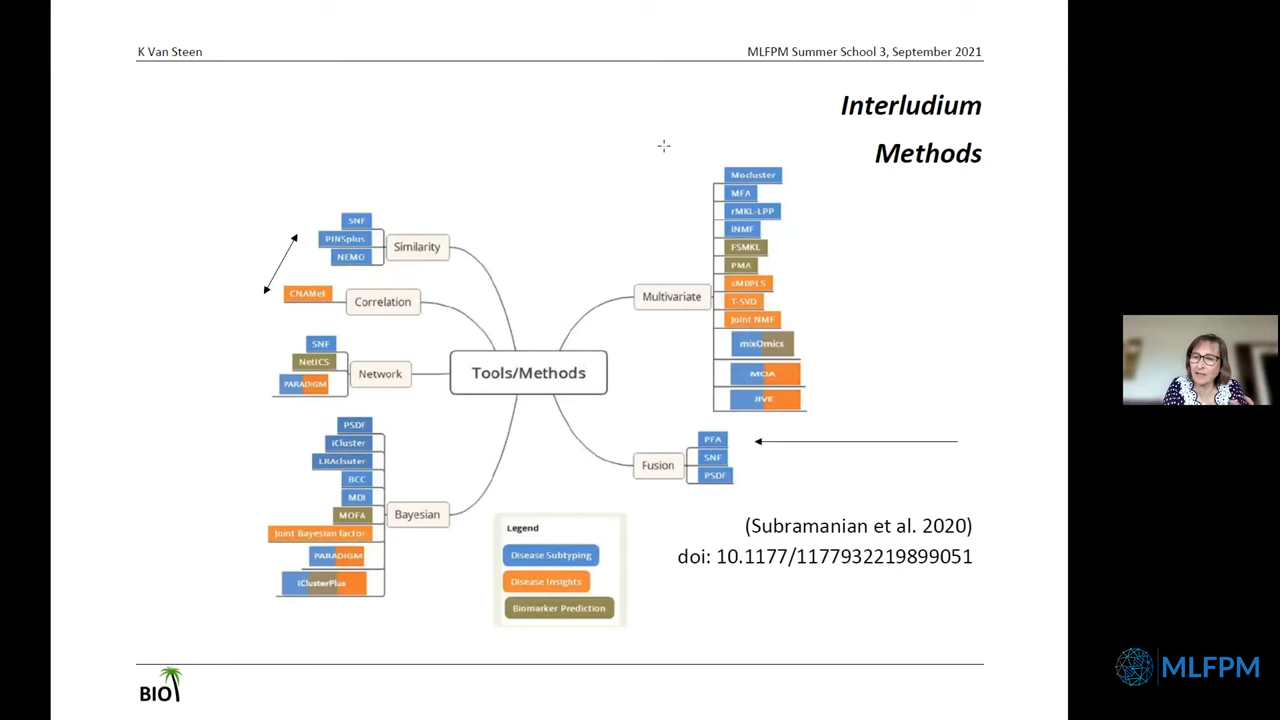 K Van Steen
MLFPM Summer School 3, September 2021
Interludium
Methods
SNF
PINSplus
NEMO
Similarity
CNAMet
Correlation
SNF
NetICS
PARADIGM
Network
PSDF
iCluster
LRAcluster
BCC
MDI
MOFA
Joint Bayesian factor
PARADIGM
iClusterPlus
Bayesian
Tools/Methods
Multivariate
Mocluster
MFA
rMKL-LPP
iNMF
FSMKL
PMA
sMBPLS
T-SVD
Joint NMF
mixOmics
MCIA
JIVE
Fusion
PFA
SNF
PSDF
Legend
Disease Subtyping
Disease Insights
Biomarker Prediction
(Subramanian et al. 2020)
doi: 10.1177/1177932219899051
BIO
MLFPM